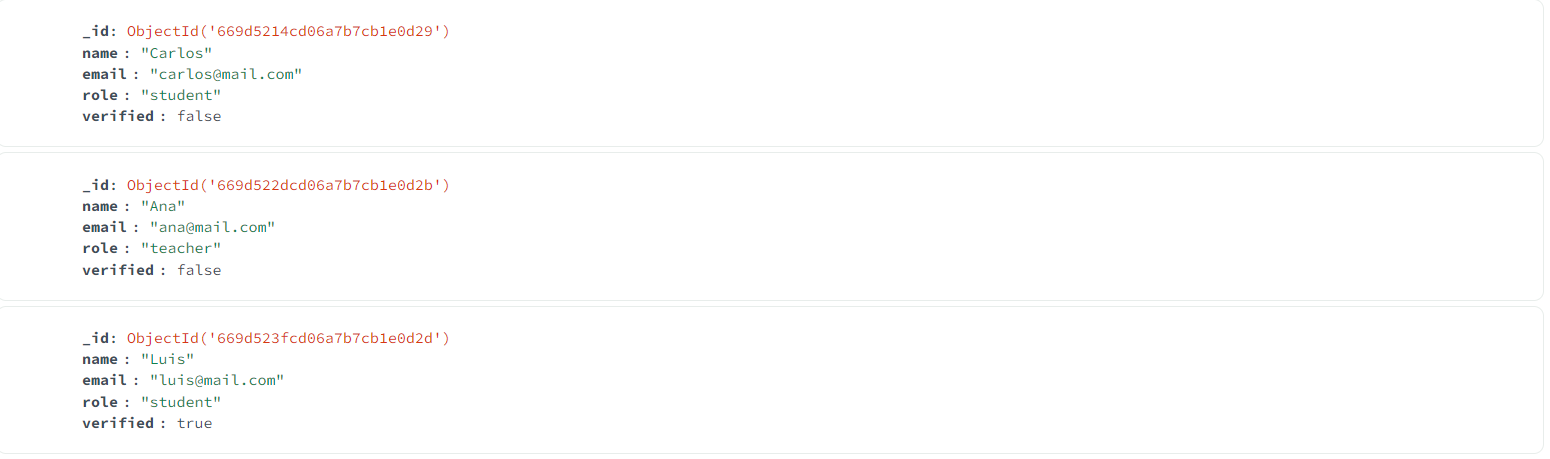 _id: ObjectId('669d5214cd06a7b7cb1e0d29')
name : "Carlos"
email : "carlos@mail.com"
role : "student"
verified : false
_id: ObjectId('669d522dcd06a7b7cb1e0d2b')
name : "Ana"
email : "ana@mail.com"
role : "teacher"
verified : false
_id: ObjectId('669d523fcd06a7b7cb1e0d2d')
name : "Luis"
email : "luis@mail.com"
role : "student"
verified : true